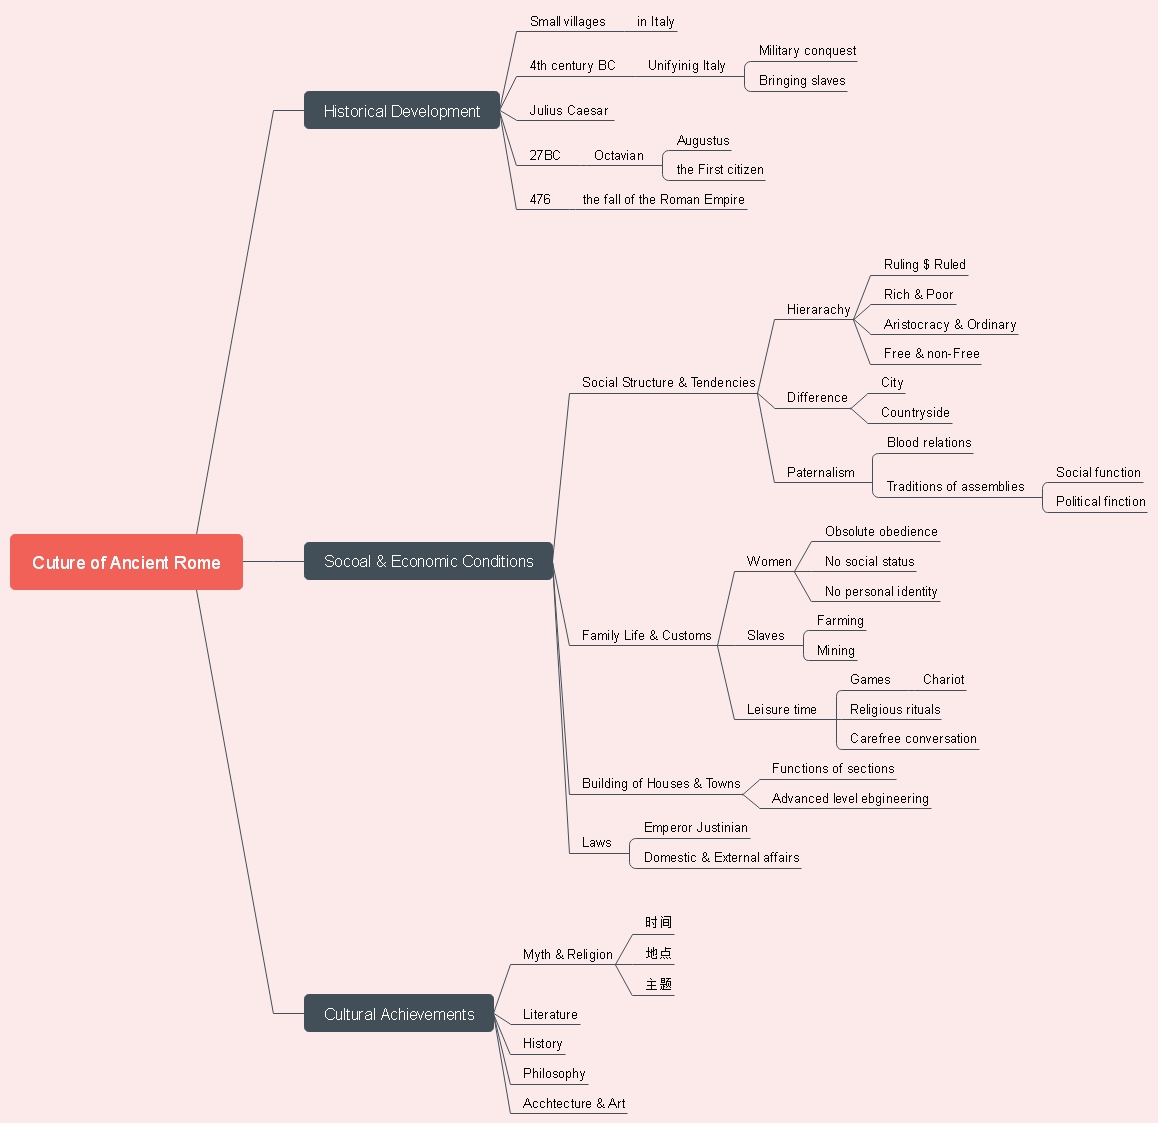 Cuture of Ancient Rome
Historical Development
Small villages
in Italy
4th century BC
Unifyinig Italy
Military conquest
Bringing slaves
Julius Caesar
27BC
Octavian
Augustus
the First citizen
476
the fall of the Roman Empire
Socoal & Economic Conditions
Social Structure & Tendencies
Hierarachy
Ruling $ Ruled
Rich & Poor
Aristocracy & Ordinary
Free & non-Free
Difference
City
Countryside
Paternalism
Blood relations
Traditions of assemblies
Social function
Political finction
Family Life & Customs
Women
Absolute obedience
No social status
No personal identity
Slaves
Farming
Mining
Leisure time
Games
Chariot
Religious rituals
Carefree conversation
Building of Houses & Towns
Functions of sections
Advanced level ebgineering
Laws
Emperor Justinian
Domestic & External affairs
Cultural Achievements
Myth & Religion
时间
地点
主题
Literature
History
Philosophy
Acchtecture & Art